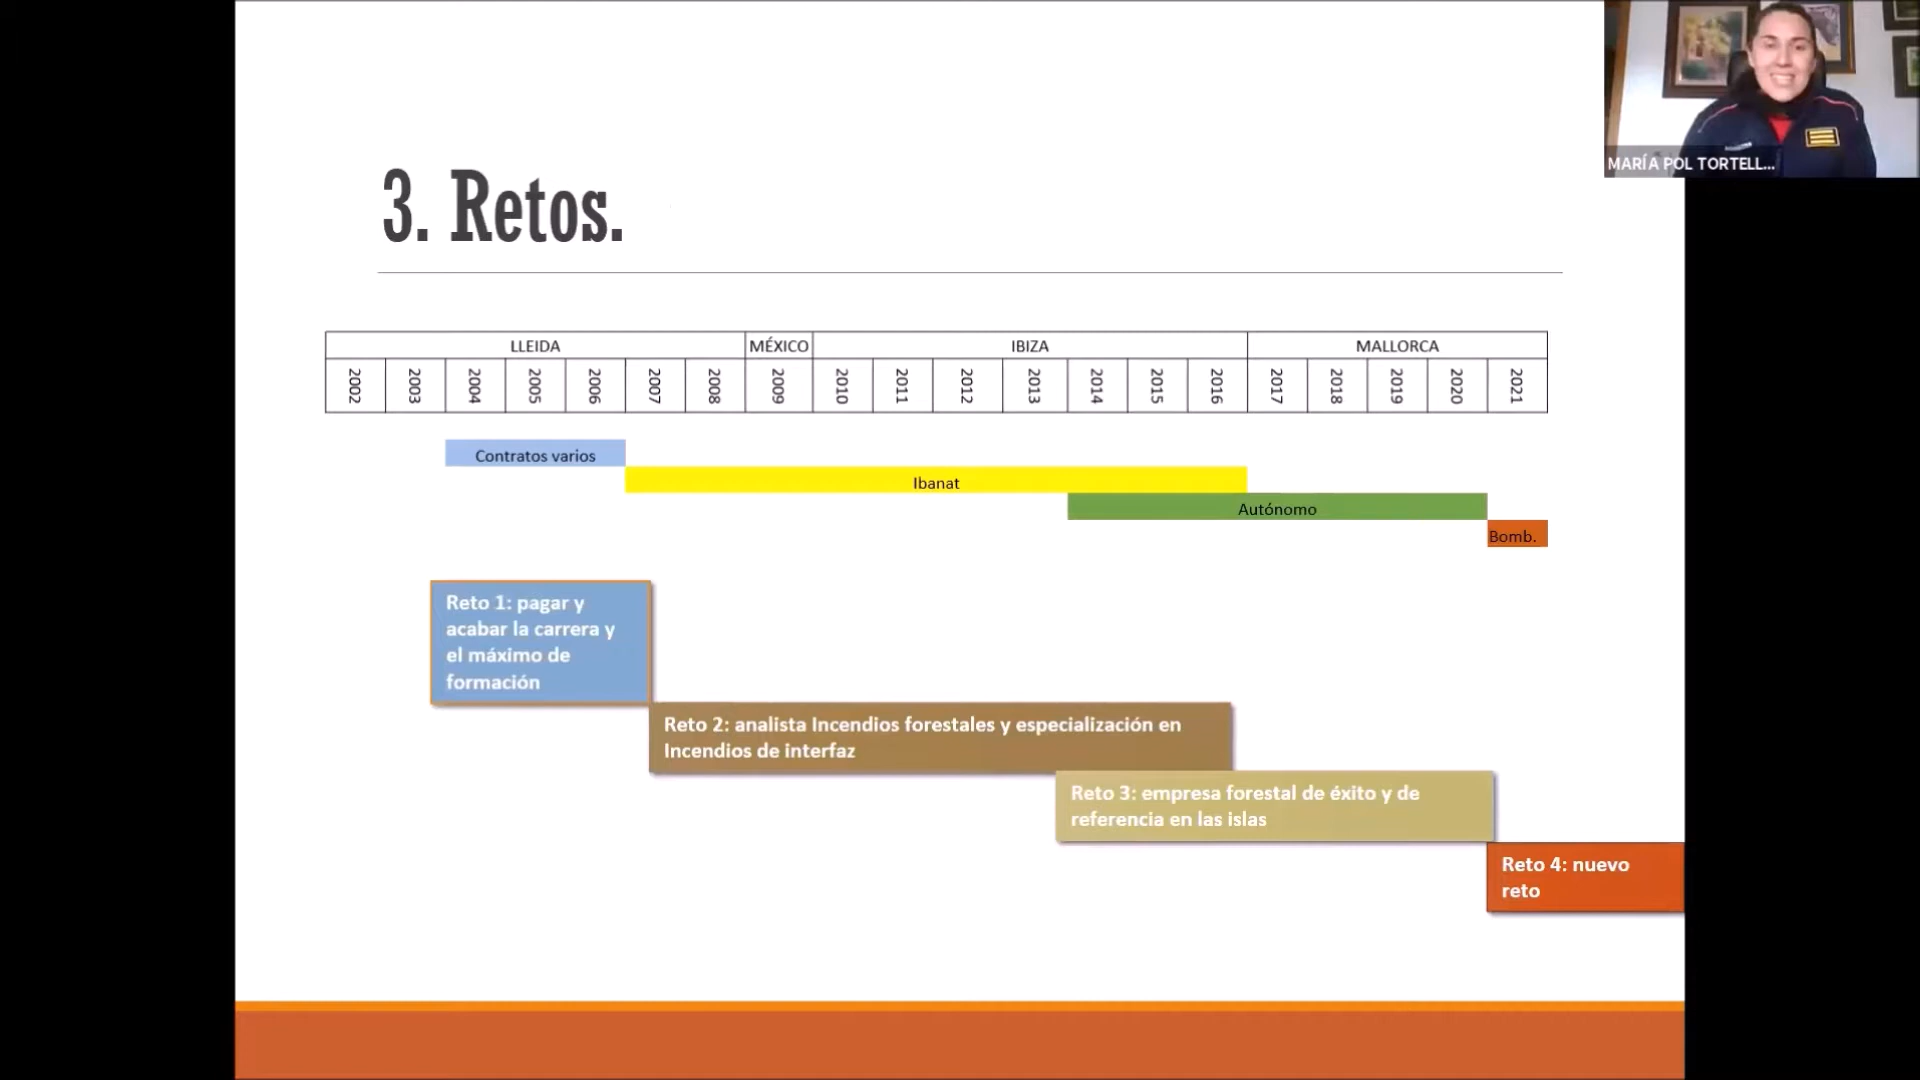 MARÍA POL TORTELL...
3. Retos.
LLEIDA MÉXICO IBIZA MALLORCA
2002 2003 2004 2005 2006 2007 2008 2009 2010 2011 2012 2013 2014 2015 2016 2017 2018 2019 2020 2021
Contratos varios
Ibanat
Autónomo
Bomb.
Reto 1: pagar y
acabar la carrera y
el máximo de
formación
Reto 2: analista Incendios forestales y especialización en
Incendios de interfaz
Reto 3: empresa forestal de éxito y de
referencia en las islas
Reto 4: nuevo
reto